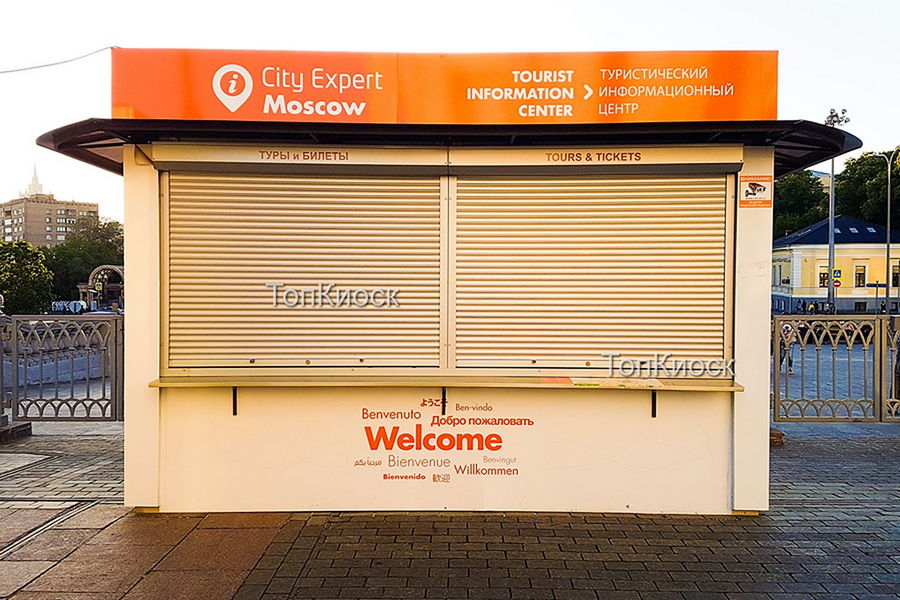 City Expert
Moscow
TOURIST
INFORMATION
CENTER
ТУРИСТИЧЕСКИЙ
ИНФОРМАЦИОННЫЙ
ЦЕНТР
ТУРЫ и БИЛЕТЫ
TOURS & TICKETS
ВНИМАНИЕ
ТопКиоск
ТопКиоск
ようこそ
Benvenuto
Ben-vindo
Добро пожаловать
Welcome
مرحباً بكم
Bienvenue
Benvingut
Willkommen
Bienvenido
歓迎